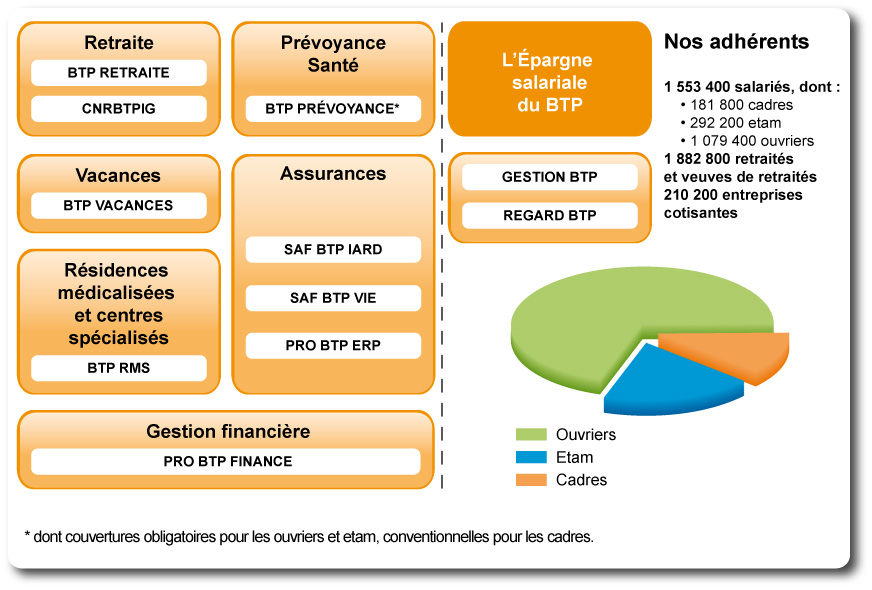 Retraite
BTP RETRAITE
CNRBTPIG
Prévoyance
Santé
BTP PRÉVOYANCE*
Vacances
BTP VACANCES
Assurances
SAF BTP IARD
SAF BTP VIE
PRO BTP ERP
Résidences
médicalisées
et centres
spécialisés
BTP RMS
Gestion financière
PRO BTP FINANCE
L’Épargne
salariale
du BTP
GESTION BTP
REGARD BTP
Nos adhérents
1 553 400 salariés, dont :
• 181 800 cadres
• 292 200 etam
• 1 079 400 ouvriers
1 882 800 retraités
et veuves de retraités
210 200 entreprises
cotisantes
Ouvriers
Etam
Cadres
* dont couvertures obligatoires pour les ouvriers et etam, conventionnelles pour les cadres.